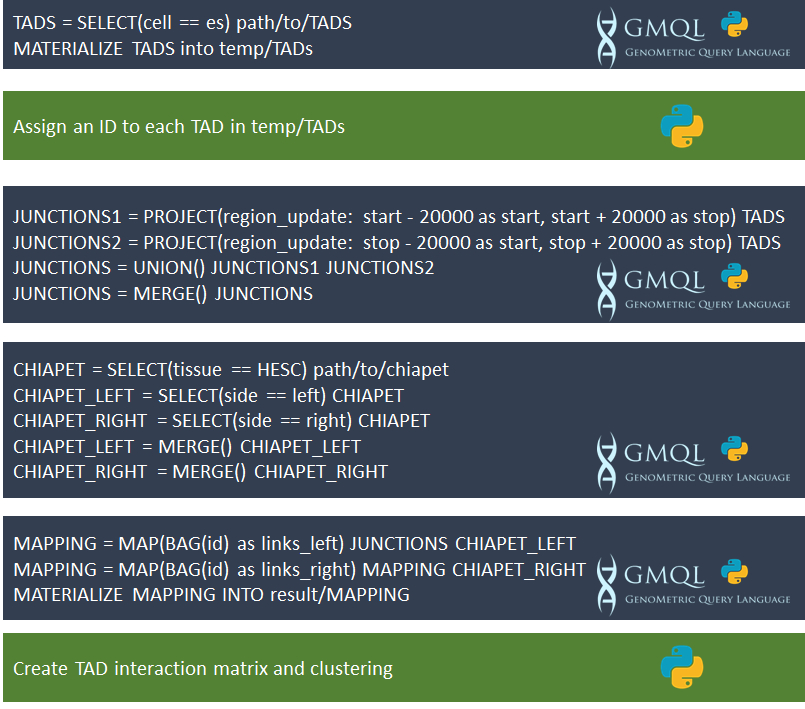 TADS = SELECT(cell == es) path/to/TADS
MATERIALIZE TADS into temp/TADs
GMQL
GenoMetric Query Language
Assign an ID to each TAD in temp/TADs
JUNCTIONS1 = PROJECT(region_update: start - 20000 as start, start + 20000 as stop) TADS
JUNCTIONS2 = PROJECT(region_update: stop - 20000 as start, stop + 20000 as stop) TADS
JUNCTIONS = UNION() JUNCTIONS1 JUNCTIONS2
JUNCTIONS = MERGE() JUNCTIONS
GMQL
GenoMetric Query Language
CHIAPET = SELECT(tissue == HESC) path/to/chiapet
CHIAPET_LEFT = SELECT(side == left) CHIAPET
CHIAPET_RIGHT = SELECT(side == right) CHIAPET
CHIAPET_LEFT = MERGE() CHIAPET_LEFT
CHIAPET_RIGHT = MERGE() CHIAPET_RIGHT
GMQL
GenoMetric Query Language
MAPPING = MAP(BAG(id) as links_left) JUNCTIONS CHIAPET_LEFT
MAPPING = MAP(BAG(id) as links_right) MAPPING CHIAPET_RIGHT
MATERIALIZE MAPPING INTO result/MAPPING
GMQL
GenoMetric Query Language
Create TAD interaction matrix and clustering